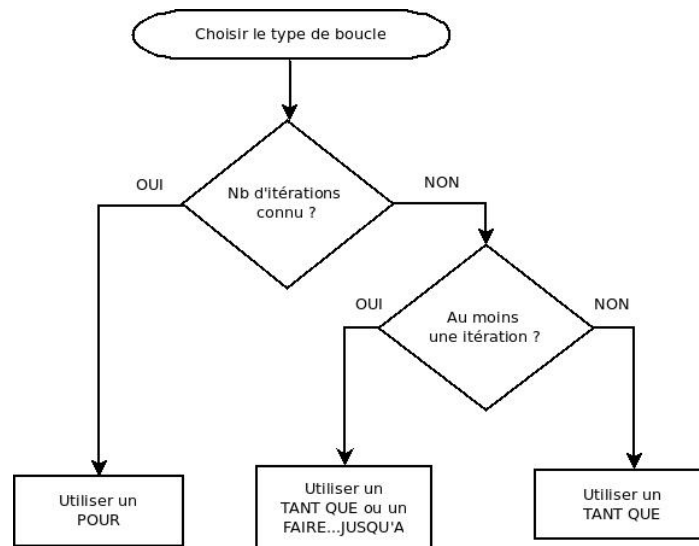 Choisir le type de boucle
OUI
Nb d'itérations
connu ?
NON
OUI
Au moins
une itération ?
NON
Utiliser un
POUR
Utiliser un
TANT QUE ou un
FAIRE...JUSQU'A
Utiliser un
TANT QUE